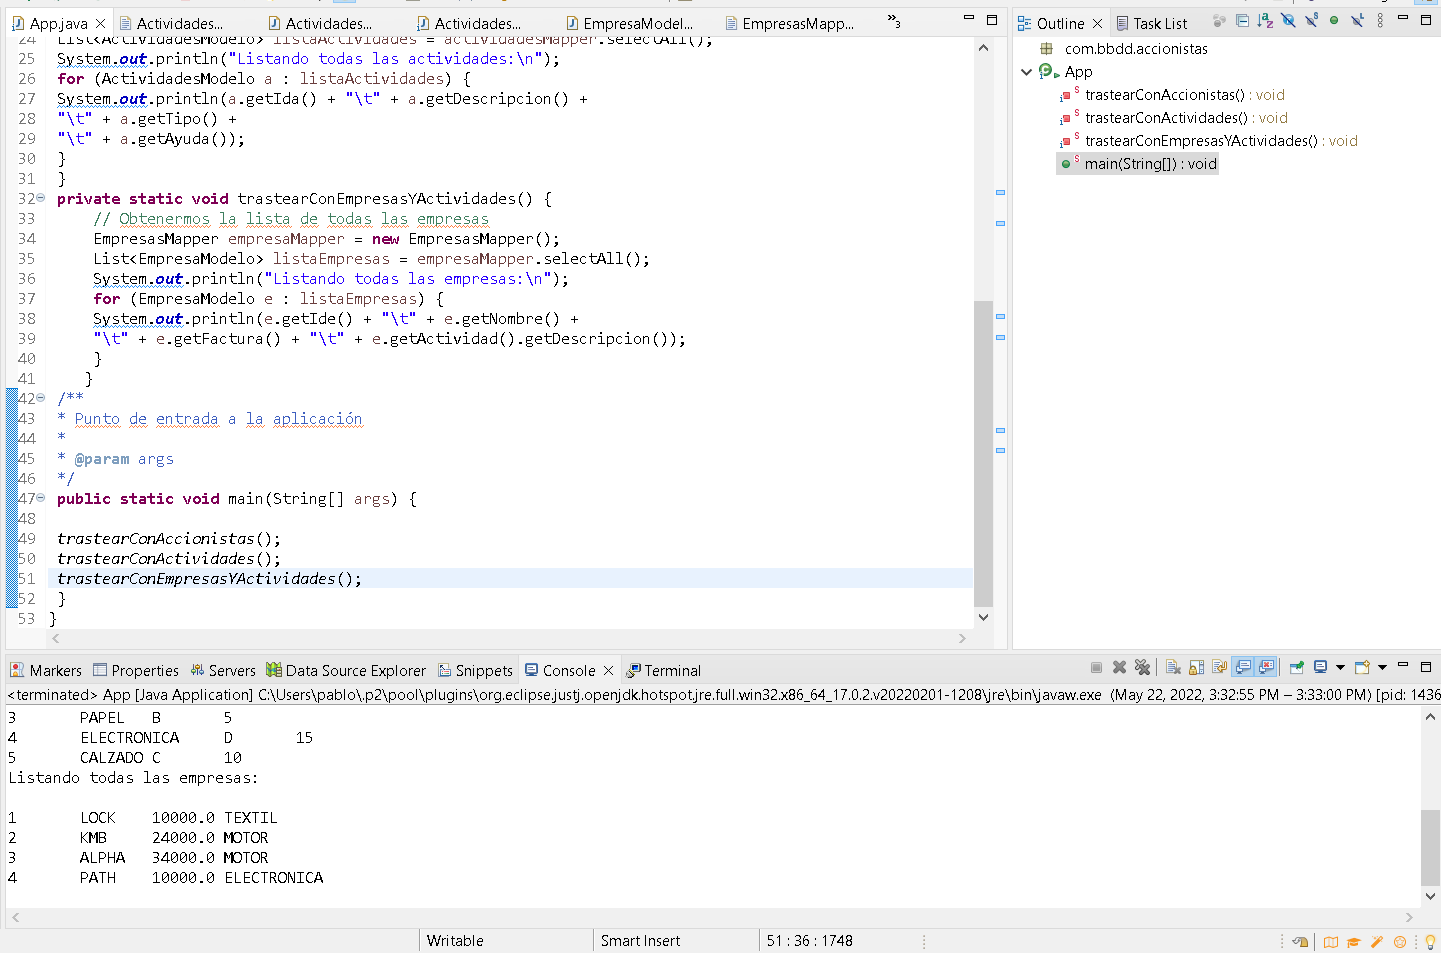 App.java
Actividades...
Actividades...
Actividades...
EmpresaModel...
EmpresasMapp...
»3
24 List<ActividadesModelo> listaActividades = actividadesMapper.selectAll();
25 System.out.println("Listando todas las actividades:\n");
26 for (ActividadesModelo a : listaActividades) {
27 System.out.println(a.getIda() + "\t" + a.getDescripcion() +
28 "\t" + a.getTipo() +
29 "\t" + a.getAyuda());
30 }
31 }
32 private static void trastearConEmpresasYActividades() {
33 // Obtenermos la lista de todas las empresas
34 EmpresasMapper empresaMapper = new EmpresasMapper();
35 List<EmpresaModelo> listaEmpresas = empresaMapper.selectAll();
36 System.out.println("Listando todas las empresas:\n");
37 for (EmpresaModelo e : listaEmpresas) {
38 System.out.println(e.getIde() + "\t" + e.getNombre() +
39 "\t" + e.getFactura() + "\t" + e.getActividad().getDescripcion());
40 }
41 }
42 /**
43 * Punto de entrada a la aplicación
44 *
45 * @param args
46 */
47 public static void main(String[] args) {
48
49 trastearConAccionistas();
50 trastearConActividades();
51 trastearConEmpresasYActividades();
52 }
53 }
Outline
Task List
com.bbdd.accionistas
App
trastearConAccionistas() : void
trastearConActividades() : void
trastearConEmpresasYActividades() : void
main(String[]) : void
Markers
Properties
Servers
Data Source Explorer
Snippets
Console
Terminal
<terminated> App [Java Application] C:\Users\pablo\.p2\pool\plugins\org.eclipse.justj.openjdk.hotspot.jre.full.win32.x86_64_17.0.2.v20220201-1208\jre\bin\javaw.exe (May 22, 2022, 3:32:55 PM – 3:33:00 PM) [pid: 1436
3 PAPEL B 5
4 ELECTRONICA D 15
5 CALZADO C 10
Listando todas las empresas:
1 LOCK 10000.0 TEXTIL
2 KMB 24000.0 MOTOR
3 ALPHA 34000.0 MOTOR
4 PATH 10000.0 ELECTRONICA
Writable
Smart Insert
51 : 36 : 1748